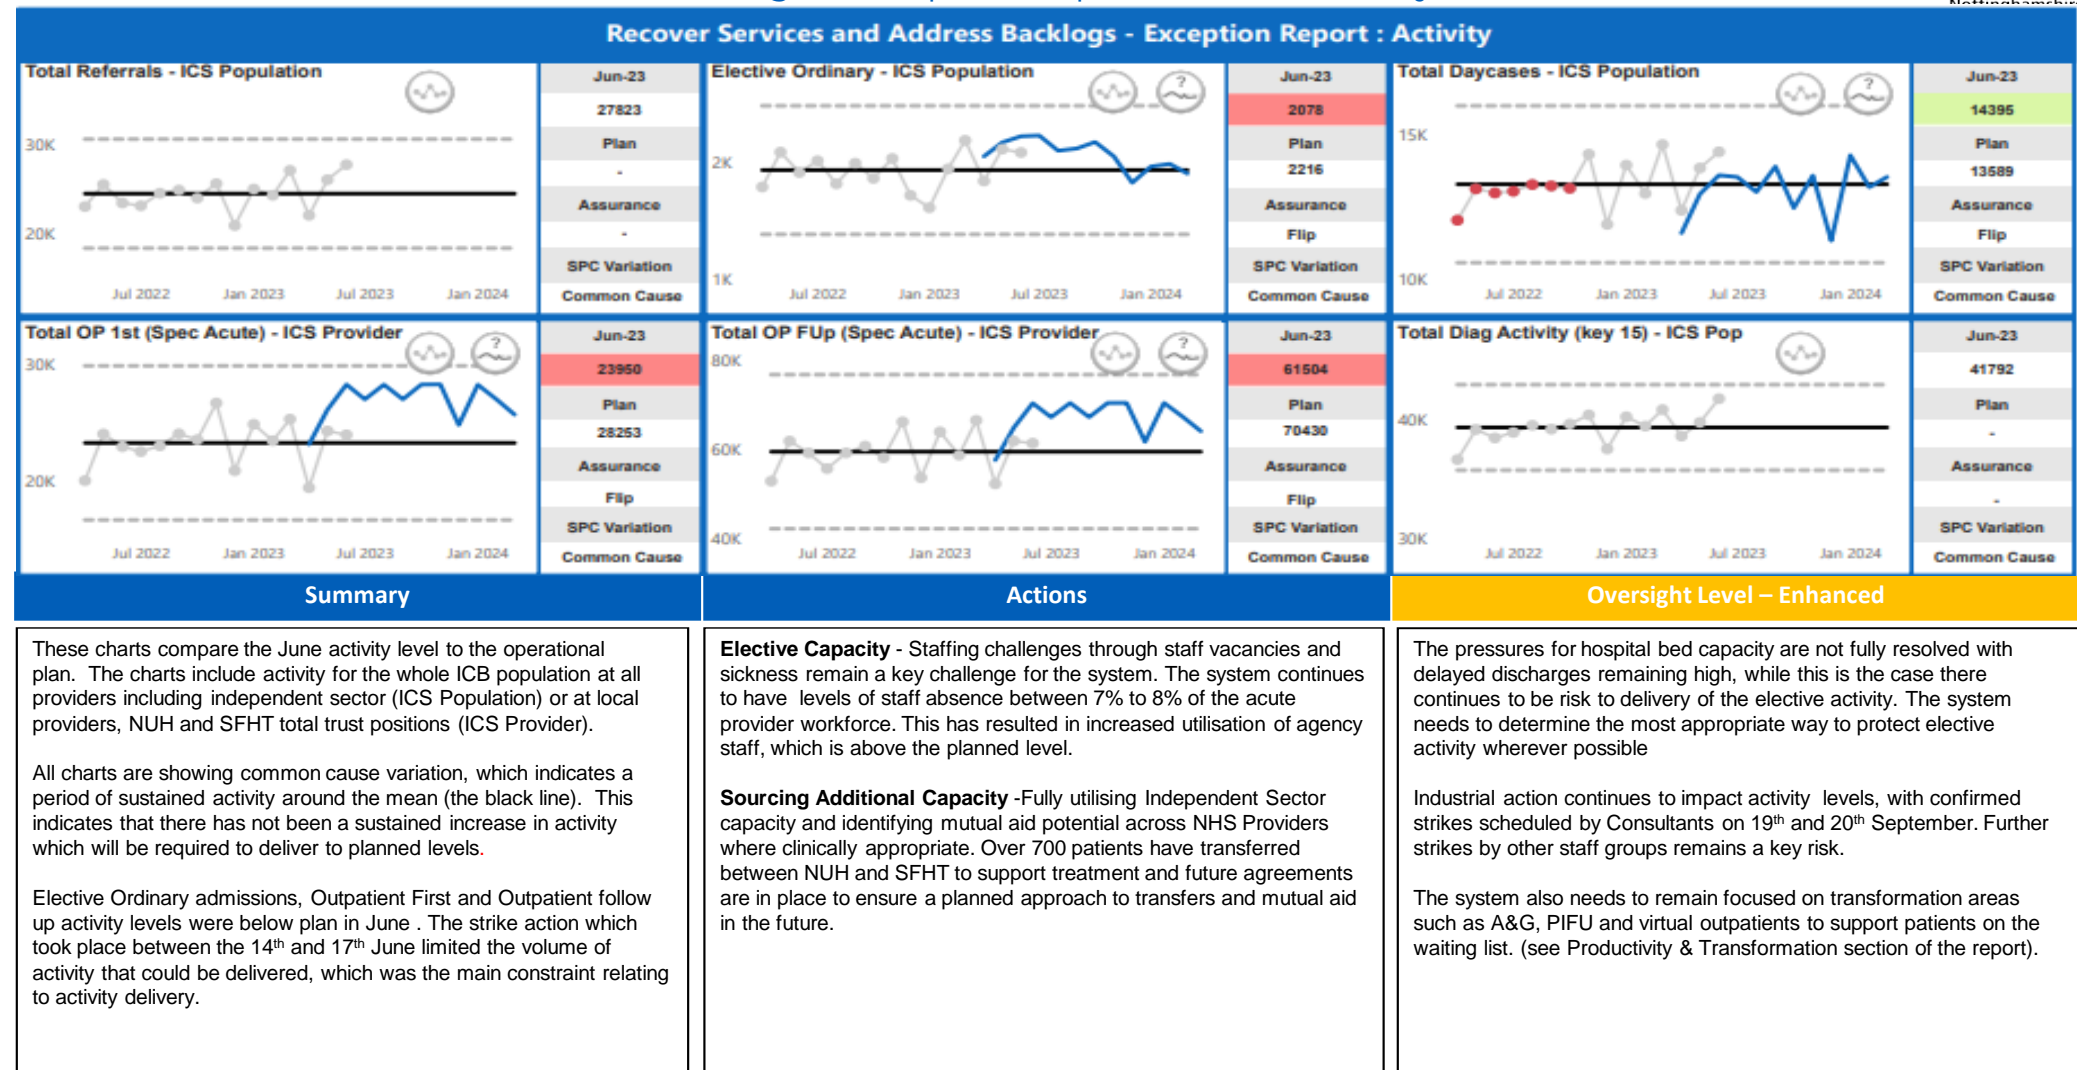 Recover Services and Address Backlogs - Exception Report : Activity
Total Referrals - ICS Population
30K
20K
Jul 2022 Jan 2023 Jul 2023 Jan 2024
Jun-23
27823
Plan
-
Assurance
-
SPC Variation
Common Cause
Elective Ordinary - ICS Population
?
2K
1K
Jul 2022 Jan 2023 Jul 2023 Jan 2024
Jun-23
2078
Plan
2216
Assurance
Flip
SPC Variation
Common Cause
Total Daycases - ICS Population
?
15K
10K
Jul 2022 Jan 2023 Jul 2023 Jan 2024
Jun-23
14395
Plan
13589
Assurance
Flip
SPC Variation
Common Cause
Total OP 1st (Spec Acute) - ICS Provider
?
30K
20K
Jul 2022 Jan 2023 Jul 2023 Jan 2024
Jun-23
23950
Plan
28253
Assurance
Flip
SPC Variation
Common Cause
Total OP FUp (Spec Acute) - ICS Provider
?
80K
60K
40K
Jul 2022 Jan 2023 Jul 2023 Jan 2024
Jun-23
61504
Plan
70430
Assurance
Flip
SPC Variation
Common Cause
Total Diag Activity (key 15) - ICS Pop
40K
30K
Jul 2022 Jan 2023 Jul 2023 Jan 2024
Jun-23
41792
Plan
-
Assurance
-
SPC Variation
Common Cause
Summary
These charts compare the June activity level to the operational
plan. The charts include activity for the whole ICB population at all
providers including independent sector (ICS Population) or at local
providers, NUH and SFHT total trust positions (ICS Provider).
All charts are showing common cause variation, which indicates a
period of sustained activity around the mean (the black line). This
indicates that there has not been a sustained increase in activity
which will be required to deliver to planned levels.
Elective Ordinary admissions, Outpatient First and Outpatient follow
up activity levels were below plan in June . The strike action which
took place between the 14th and 17th June limited the volume of
activity that could be delivered, which was the main constraint relating
to activity delivery.
Actions
Elective Capacity - Staffing challenges through staff vacancies and
sickness remain a key challenge for the system. The system continues
to have levels of staff absence between 7% to 8% of the acute
provider workforce. This has resulted in increased utilisation of agency
staff, which is above the planned level.
Sourcing Additional Capacity -Fully utilising Independent Sector
capacity and identifying mutual aid potential across NHS Providers
where clinically appropriate. Over 700 patients have transferred
between NUH and SFHT to support treatment and future agreements
are in place to ensure a planned approach to transfers and mutual aid
in the future.
Oversight Level – Enhanced
The pressures for hospital bed capacity are not fully resolved with
delayed discharges remaining high, while this is the case there
continues to be risk to delivery of the elective activity. The system
needs to determine the most appropriate way to protect elective
activity wherever possible
Industrial action continues to impact activity levels, with confirmed
strikes scheduled by Consultants on 19th and 20th September. Further
strikes by other staff groups remains a key risk.
The system also needs to remain focused on transformation areas
such as A&G, PIFU and virtual outpatients to support patients on the
waiting list. (see Productivity & Transformation section of the report).